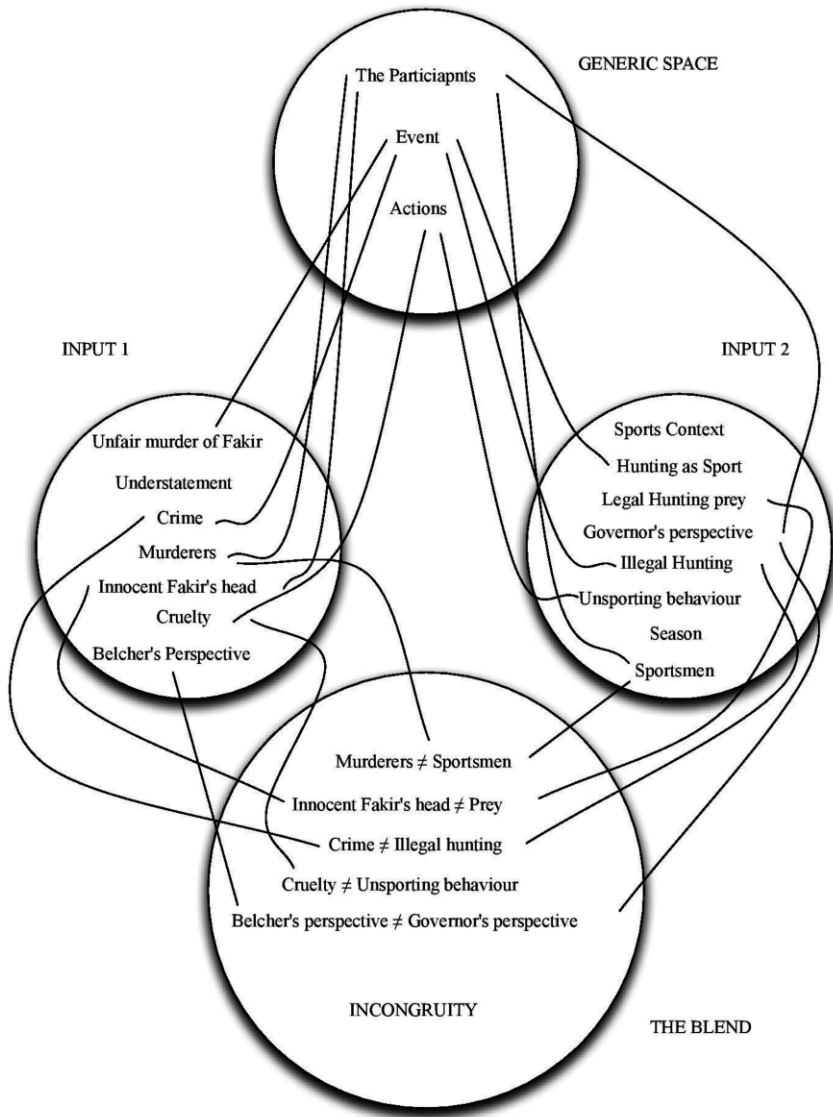 GENERIC SPACE
The Particiapnts
Event
Actions
INPUT 1
Unfair murder of Fakir
Understatement
Crime
Murderers
Innocent Fakir's head
Cruelty
Belcher's Perspective
INPUT 2
Sports Context
Hunting as Sport
Legal Hunting prey
Governor's perspective
Illegal Hunting
Unsporting behaviour
Season
Sportsmen
Murderers ≠ Sportsmen
Innocent Fakir's head ≠ Prey
Crime ≠ Illegal hunting
Cruelty ≠ Unsporting behaviour
Belcher's perspective ≠ Governor's perspective
INCONGRUITY
THE BLEND